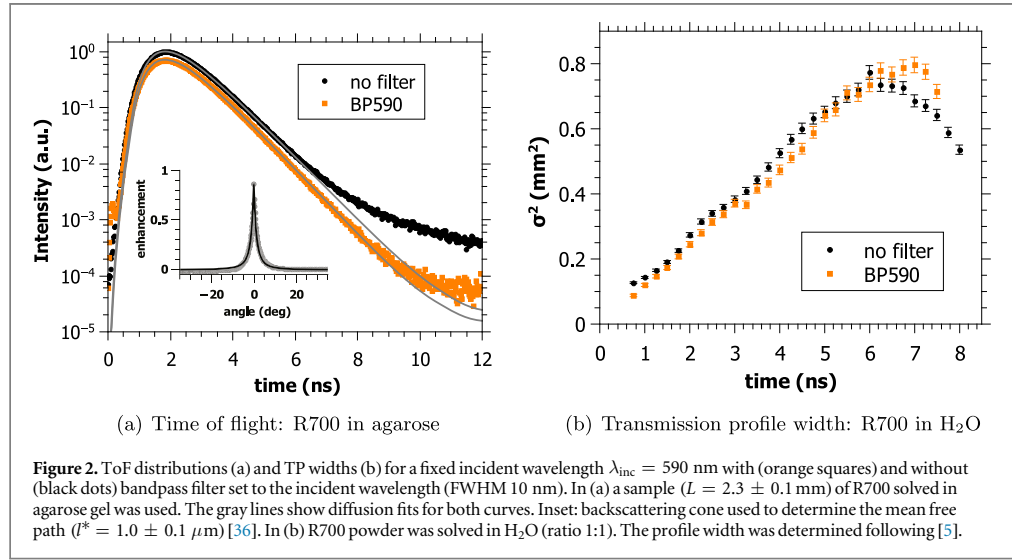 10⁰
10⁻¹
10⁻²
10⁻³
10⁻⁴
10⁻⁵
Intensity (a.u.)
no filter
BP590
1
0.5
0
enhancement
−20 0 20
angle (deg)
0 2 4 6 8 10 12
time (ns)
(a) Time of flight: R700 in agarose
0.8
0.6
0.4
0.2
0
σ² (mm²)
no filter
BP590
0 1 2 3 4 5 6 7 8
time (ns)
(b) Transmission profile width: R700 in H₂O
Figure 2. ToF distributions (a) and TP widths (b) for a fixed incident wavelength λinc = 590 nm with (orange squares) and without
(black dots) bandpass filter set to the incident wavelength (FWHM 10 nm). In (a) a sample (L = 2.3 ± 0.1 mm) of R700 solved in
agarose gel was used. The gray lines show diffusion fits for both curves. Inset: backscattering cone used to determine the mean free
path (l* = 1.0 ± 0.1 μm) [36]. In (b) R700 powder was solved in H₂O (ratio 1:1). The profile width was determined following [5].